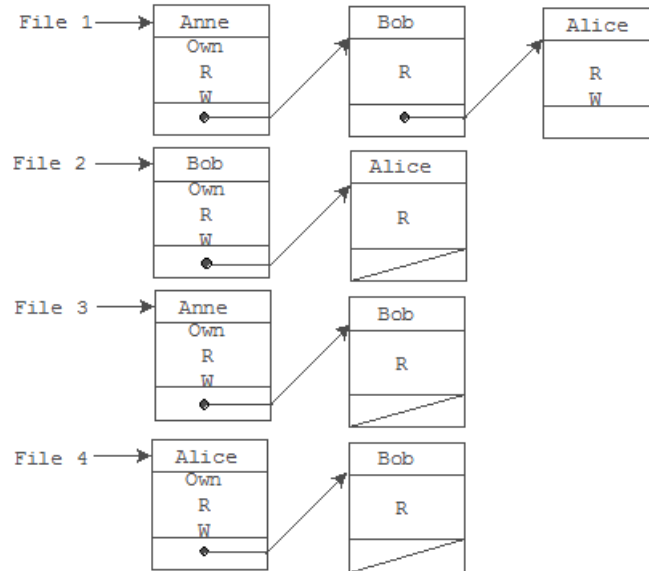 File 1
Anne
Own
R
W
Bob
R
Alice
R
W
File 2
Bob
Own
R
W
Alice
R
File 3
Anne
Own
R
W
Bob
R
File 4
Alice
Own
R
W
Bob
R